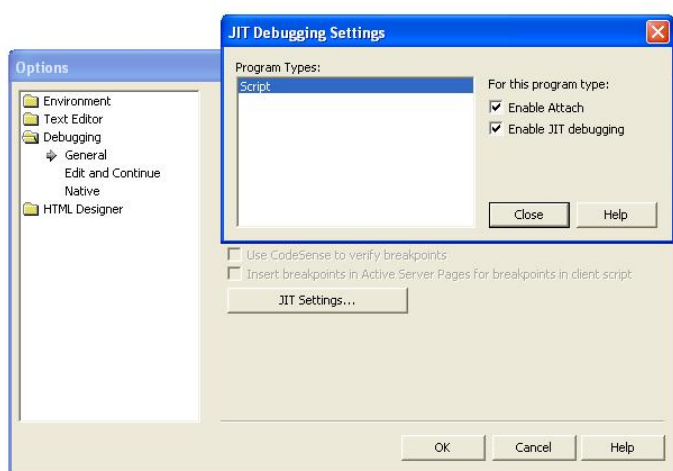 JIT Debugging Settings
Program Types:
Script
For this program type:
Enable Attach
Enable JIT debugging
Close
Help
Options
Environment
Text Editor
Debugging
General
Edit and Continue
Native
HTML Designer
Use CodeSense to verify breakpoints
Insert breakpoints in Active Server Pages for breakpoints in client script
JIT Settings...
OK
Cancel
Help